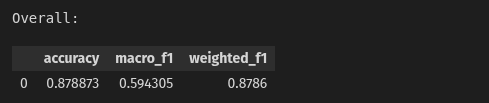 Overall:
accuracy macro_f1 weighted_f1
0 0.878873 0.594305 0.8786